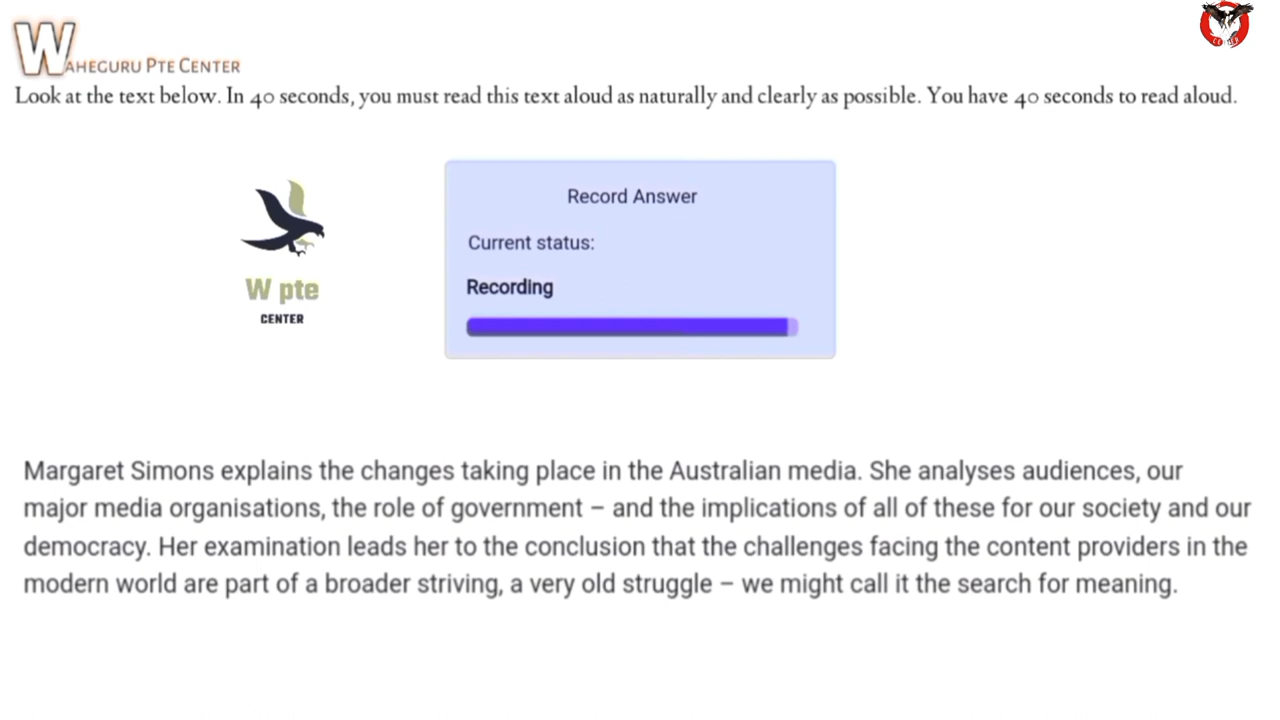 WAHEGURU PTE CENTER
Look at the text below. In 40 seconds, you must read this text aloud as naturally and clearly as possible. You have 40 seconds to read aloud.
Record Answer
Current status:
Recording
W pte
CENTER
Margaret Simons explains the changes taking place in the Australian media. She analyses audiences, our
major media organisations, the role of government – and the implications of all of these for our society and our
democracy. Her examination leads her to the conclusion that the challenges facing the content providers in the
modern world are part of a broader striving, a very old struggle – we might call it the search for meaning.